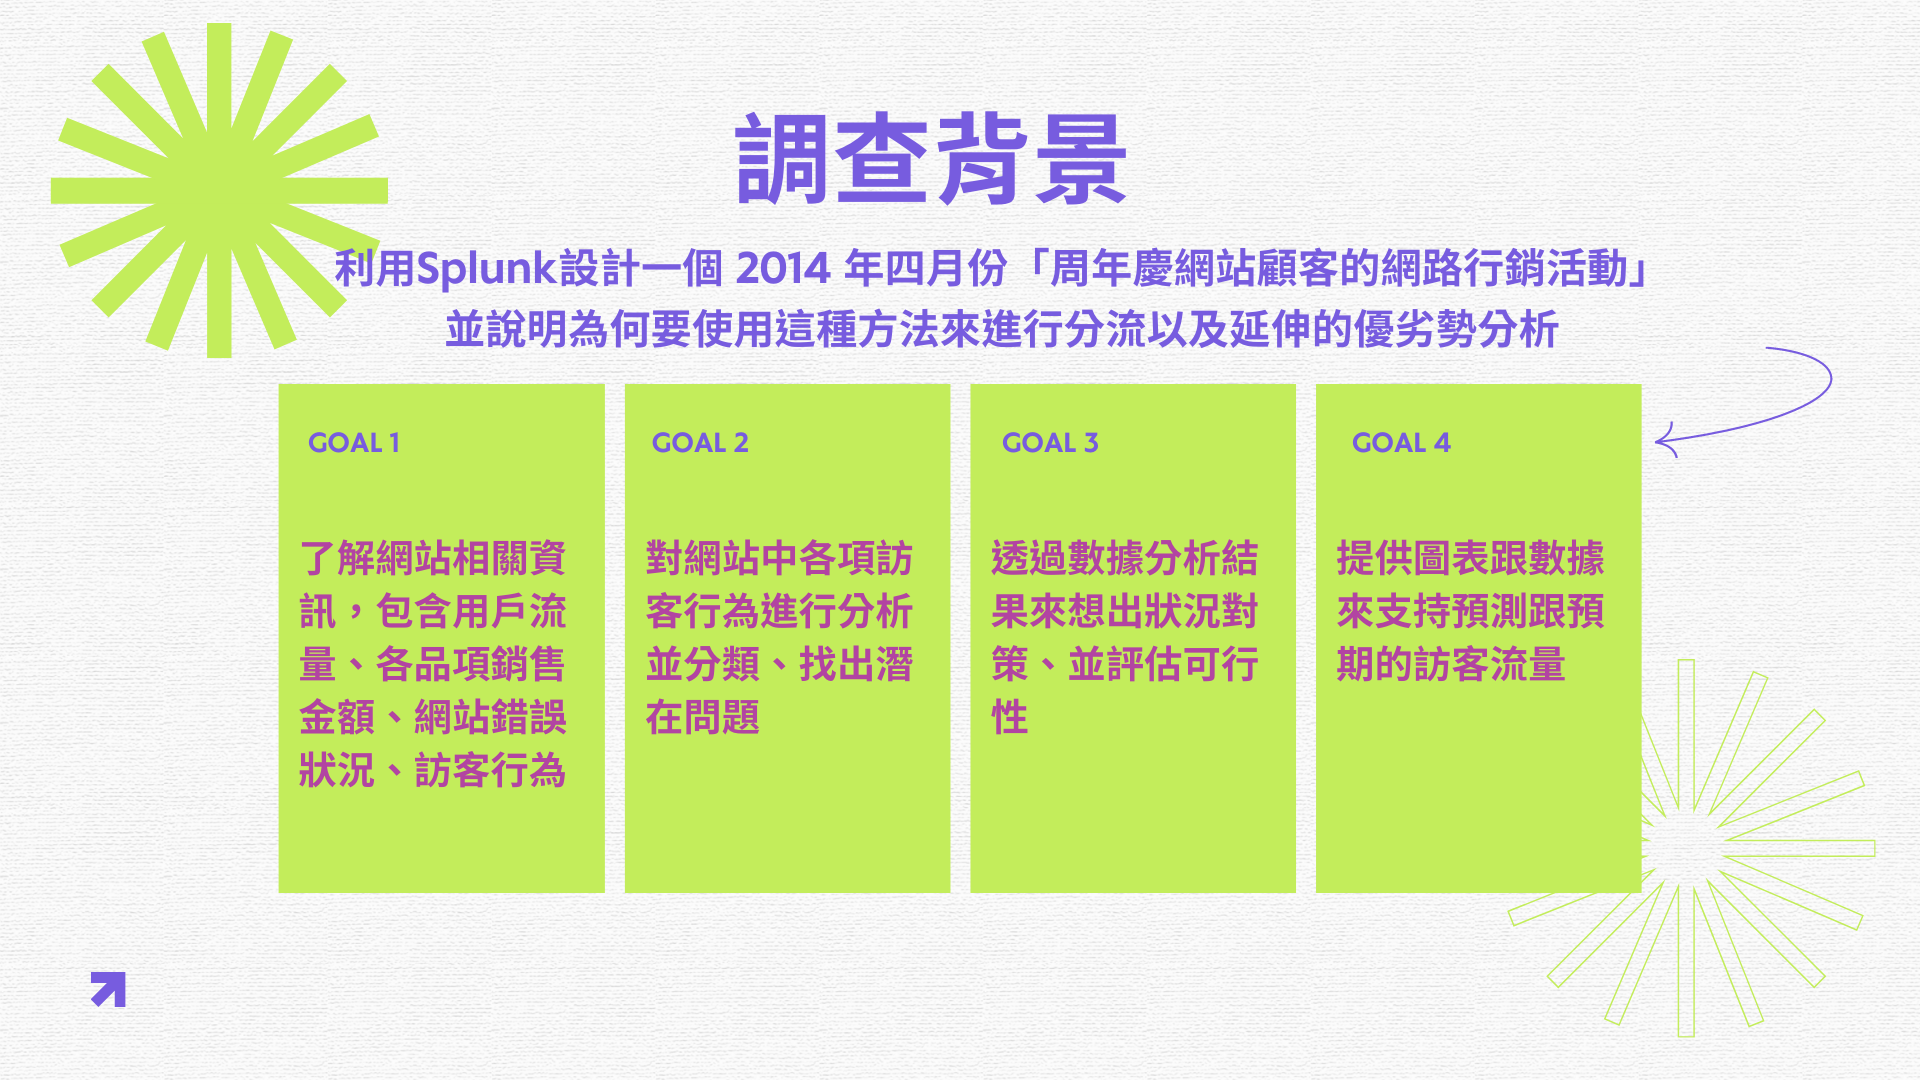 調查背景
利用Splunk設計一個 2014 年四月份「周年慶網站顧客的網路行銷活動」
並說明為何要使用這種方法來進行分流以及延伸的優劣勢分析
GOAL 1
了解網站相關資
訊，包含用戶流
量、各品項銷售
金額、網站錯誤
狀況、訪客行為
GOAL 2
對網站中各項訪
客行為進行分析
並分類、找出潛
在問題
GOAL 3
透過數據分析結
果來想出狀況對
策、並評估可行
性
GOAL 4
提供圖表跟數據
來支持預測跟預
期的訪客流量